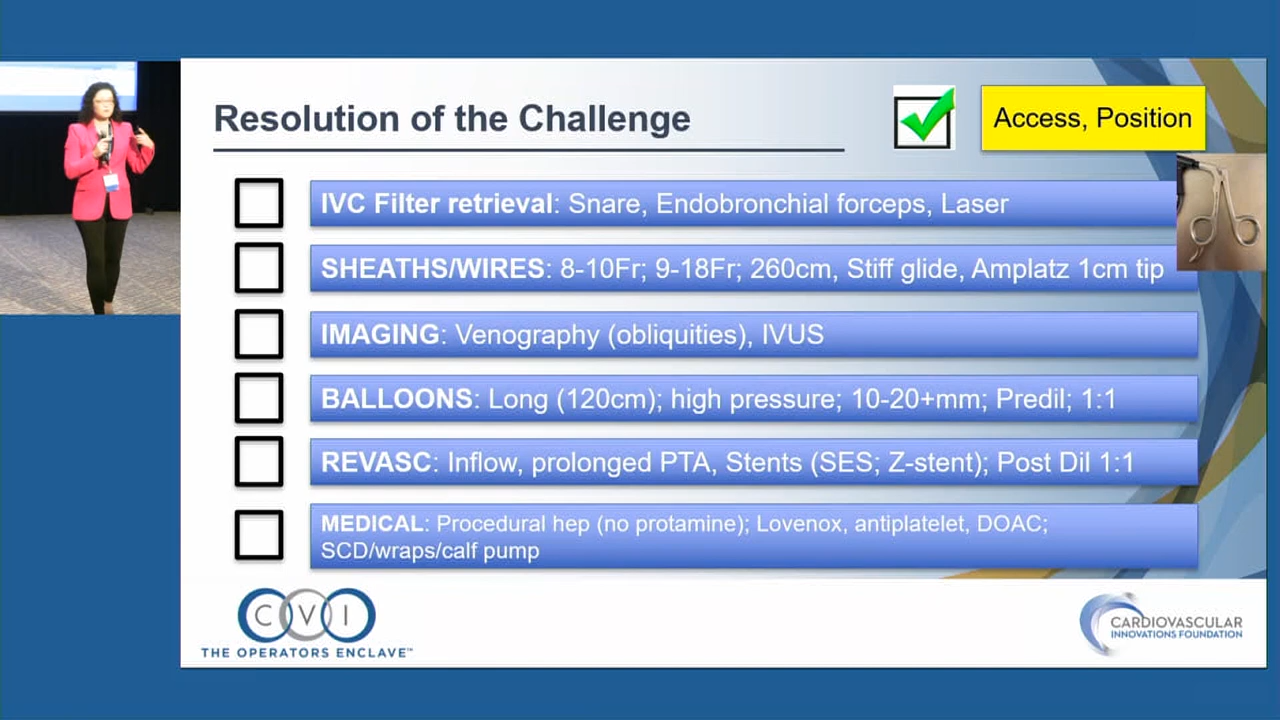 Resolution of the Challenge
Access, Position
IVC Filter retrieval: Snare, Endobronchial forceps, Laser
SHEATHS/WIRES: 8-10Fr; 9-18Fr; 260cm, Stiff glide, Amplatz 1cm tip
IMAGING: Venography (obliquities), IVUS
BALLOONS: Long (120cm); high pressure; 10-20+mm; Predil; 1:1
REVASC: Inflow, prolonged PTA, Stents (SES; Z-stent); Post Dil 1:1
MEDICAL: Procedural hep (no protamine); Lovenox, antiplatelet, DOAC;
SCD/wraps/calf pump
CVI
THE OPERATORS ENCLAVE™
CARDIOVASCULAR
INNOVATIONS FOUNDATION